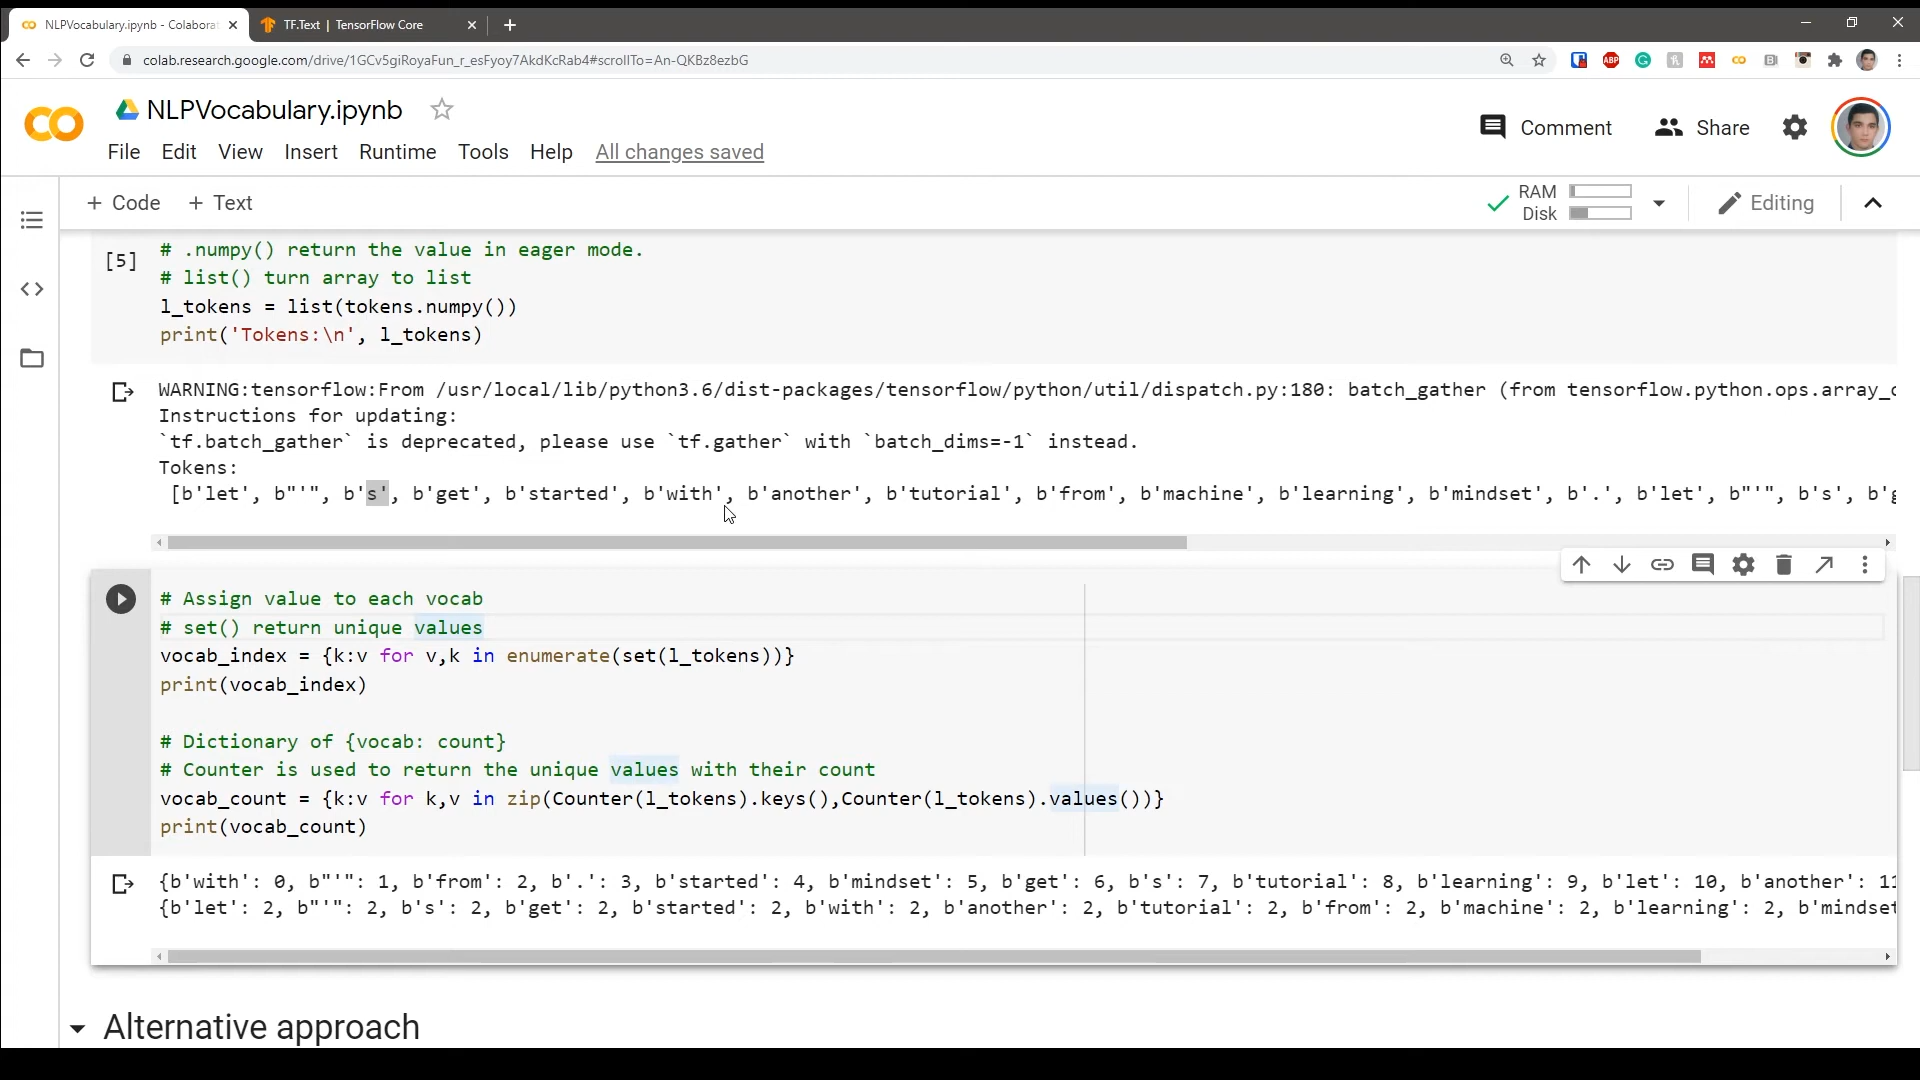 NLPVocabulary.ipynb - Colaborat
TF.Text | TensorFlow Core
colab.research.google.com/drive/1GCv5giRoyaFun_r_esFyoy7AkdKcRab4#scrollTo=An-QKBz8ezbG
ABP
NLPVocabulary.ipynb
Comment
Share
File Edit View Insert Runtime Tools Help All changes saved
+ Code + Text
RAM
Disk
Editing
[5]
# .numpy() return the value in eager mode.
# list() turn array to list
l_tokens = list(tokens.numpy())
print('Tokens:\n', l_tokens)
WARNING:tensorflow:From /usr/local/lib/python3.6/dist-packages/tensorflow/python/util/dispatch.py:180: batch_gather (from tensorflow.python.ops.array_o
Instructions for updating:
`tf.batch_gather` is deprecated, please use `tf.gather` with `batch_dims=-1` instead.
Tokens:
[b'let', b"'", b's', b'get', b'started', b'with', b'another', b'tutorial', b'from', b'machine', b'learning', b'mindset', b'.', b'let', b"'", b's', b'g
# Assign value to each vocab
# set() return unique values
vocab_index = {k:v for v,k in enumerate(set(l_tokens))}
print(vocab_index)
# Dictionary of {vocab: count}
# Counter is used to return the unique values with their count
vocab_count = {k:v for k,v in zip(Counter(l_tokens).keys(),Counter(l_tokens).values())}
print(vocab_count)
{b'with': 0, b"'": 1, b'from': 2, b'.': 3, b'started': 4, b'mindset': 5, b'get': 6, b's': 7, b'tutorial': 8, b'learning': 9, b'let': 10, b'another': 11
{b'let': 2, b"'": 2, b's': 2, b'get': 2, b'started': 2, b'with': 2, b'another': 2, b'tutorial': 2, b'from': 2, b'machine': 2, b'learning': 2, b'mindset
Alternative approach